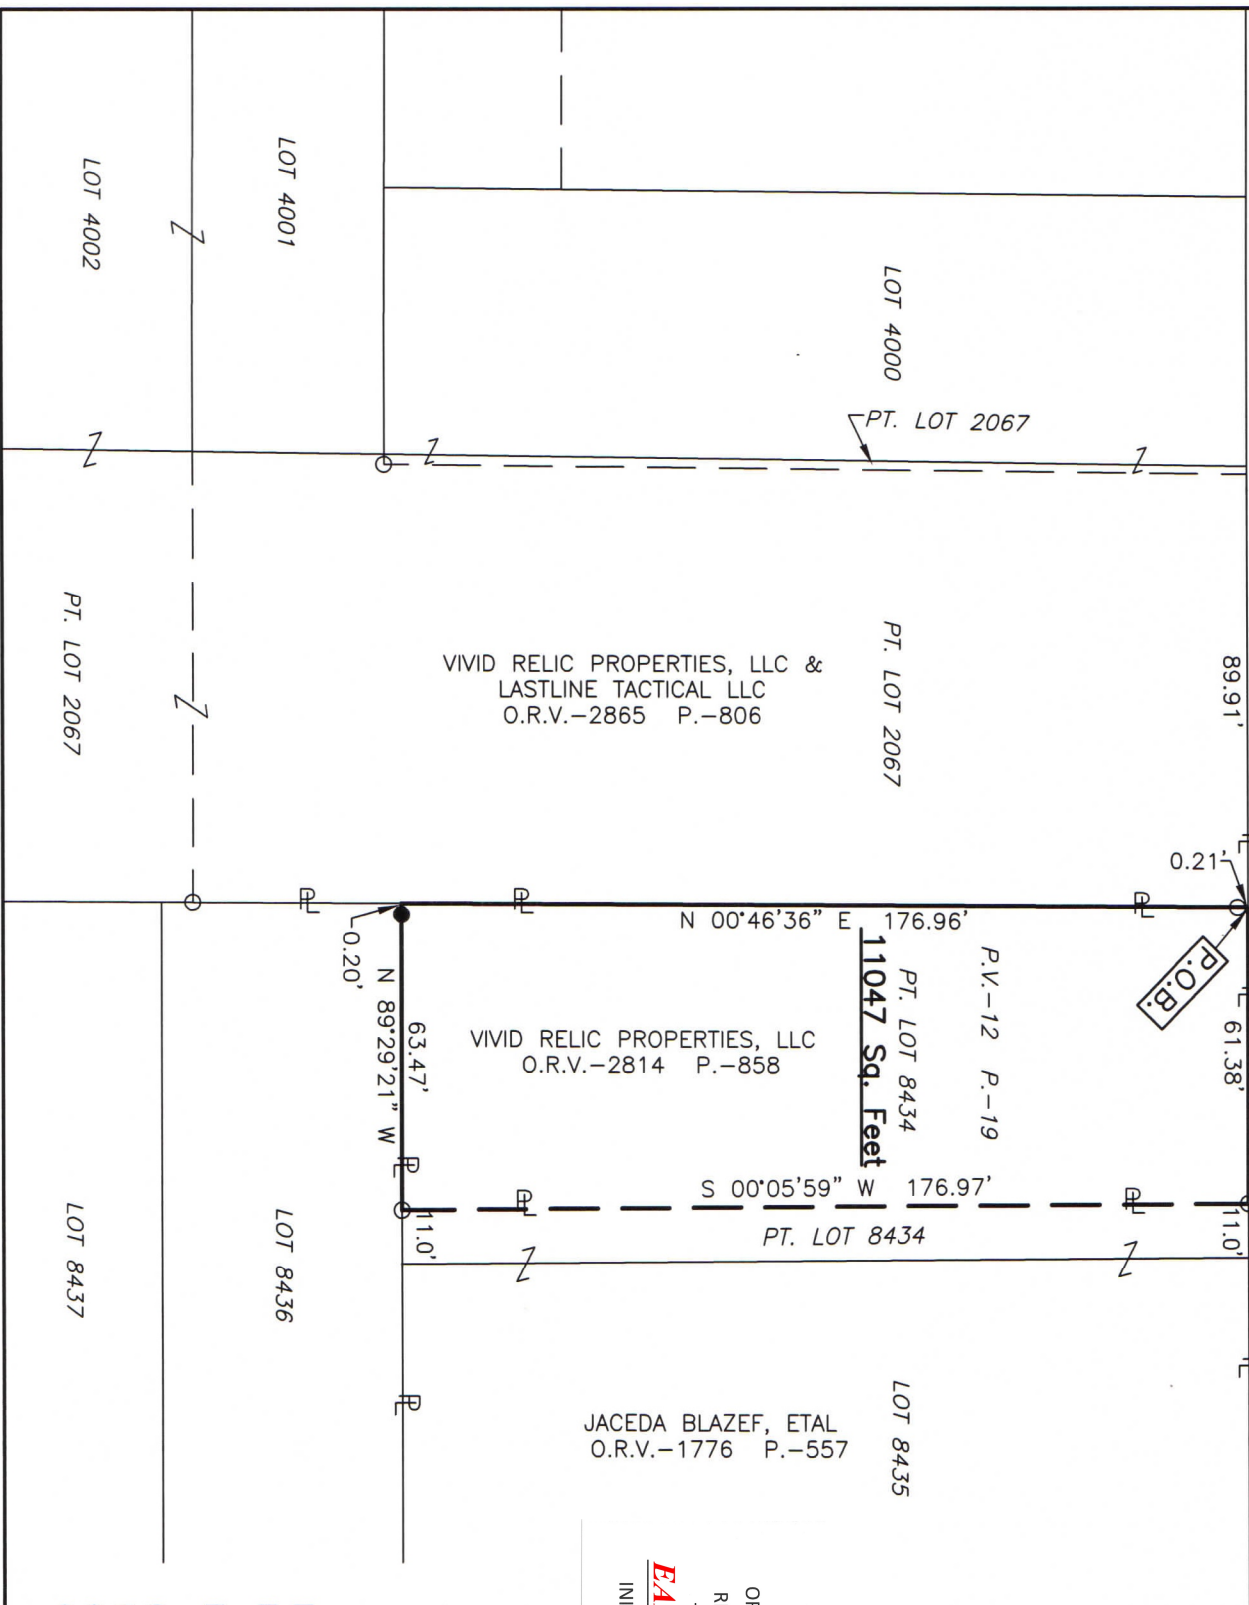 LOT 4002
LOT 4001
LOT 4000
PT. LOT 2067
PT. LOT 2067
VIVID RELIC PROPERTIES, LLC &
LASTLINE TACTICAL LLC
O.R.V.-2865 P.-806
PT. LOT 2067
89.91'
0.21'
P.O.B.
N 00°46'36" E 176.96'
0.20'
63.47'
N 89°29'21" W
VIVID RELIC PROPERTIES, LLC
O.R.V.-2814 P.-858
P.V.-12 P.-19
PT. LOT 8434
11047 Sq. Feet
61.38'
S 00°05'59" W 176.97'
11.0'
11.0'
PT. LOT 8434
LOT 8437
LOT 8436
JACEDA BLAZEF, ETAL
O.R.V.-1776 P.-557
LOT 8435